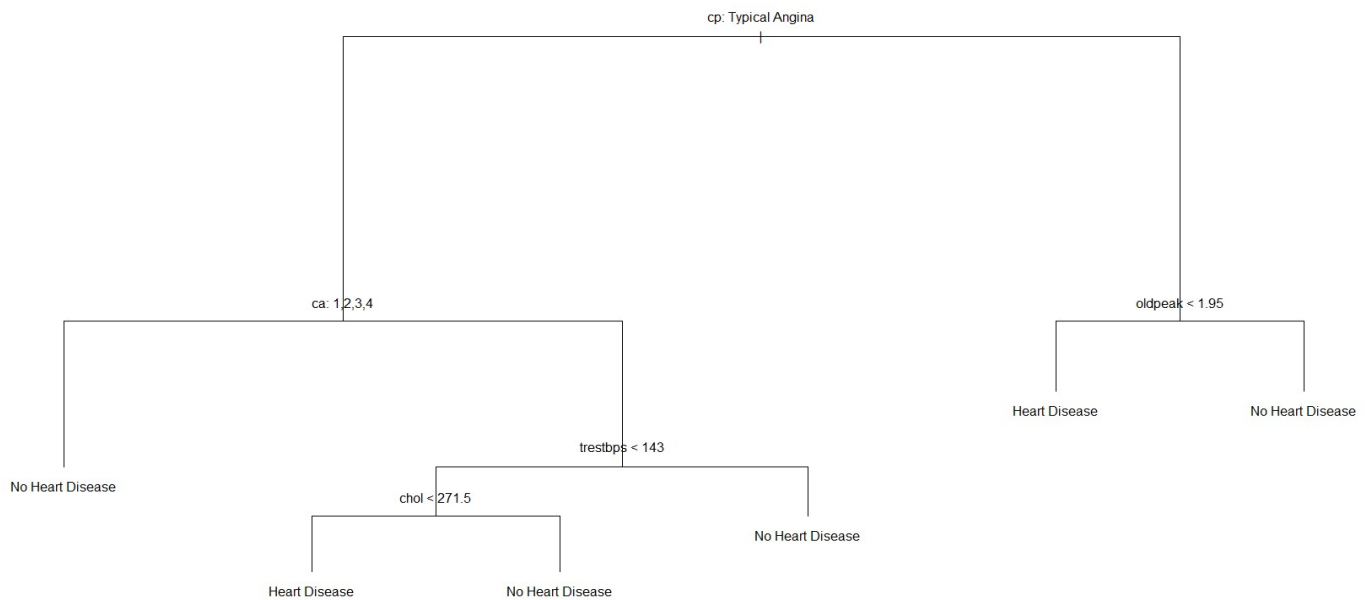 cp: Typical Angina
ca: 1,2,3,4
oldpeak < 1.95
Heart Disease
No Heart Disease
trestbps < 143
No Heart Disease
chol < 271.5
No Heart Disease
Heart Disease
No Heart Disease